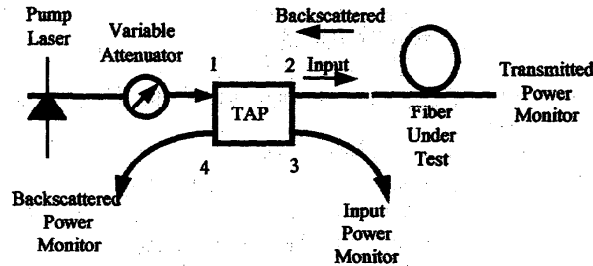 Pump
Laser
Variable
Attenuator
Backscattered
Input
1
2
TAP
4
3
Fiber
Under
Test
Transmitted
Power
Monitor
Backscattered
Power
Monitor
Input
Power
Monitor